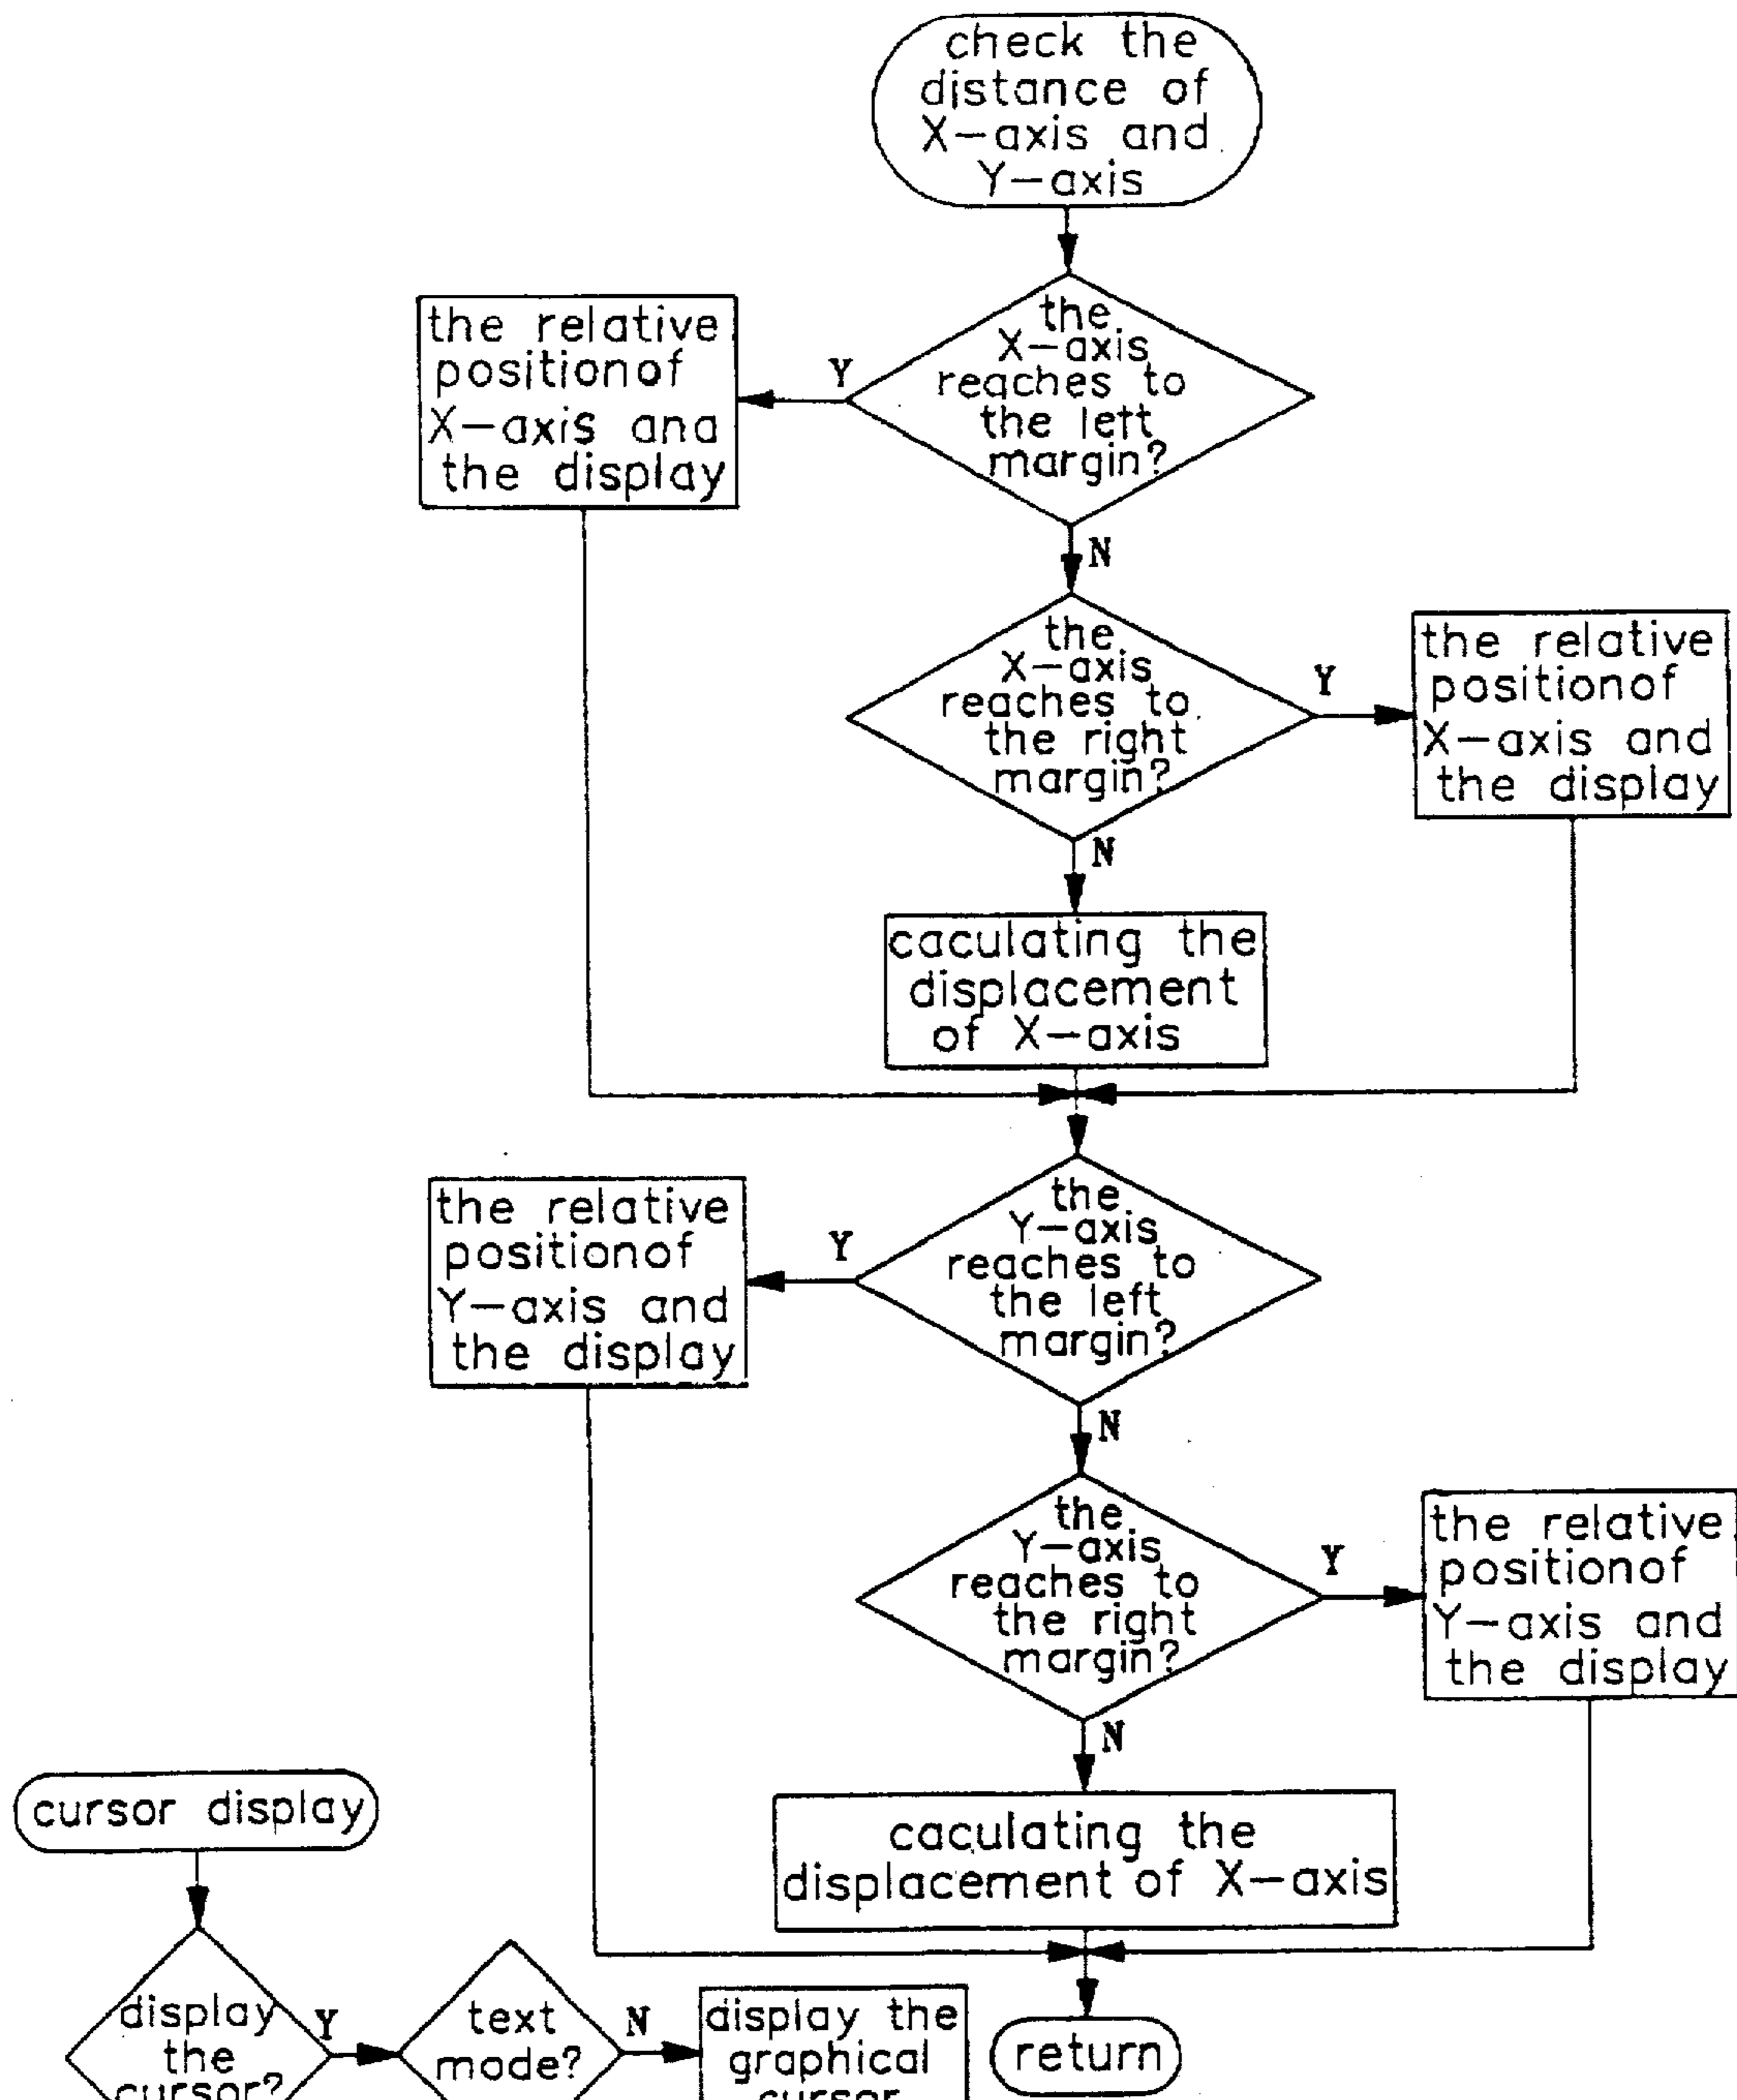 check the
distance of
X-axis and
Y-axis
the
X-axis
reaches to
the left
margin?
Y
the relative
positionof
X-axis and
the display
N
the
X-axis
reaches to
the right
margin?
Y
the relative
positionof
X-axis and
the display
N
caculating the
displacement
of X-axis
the
Y-axis
reaches to
the left
margin?
Y
the relative
positionof
Y-axis and
the display
N
the
Y-axis
reaches to
the right
margin?
Y
the relative
positionof
Y-axis and
the display
N
caculating the
displacement of X-axis
return
cursor display
display
the
cursor?
Y
text
mode?
N
display the
graphical
cursor